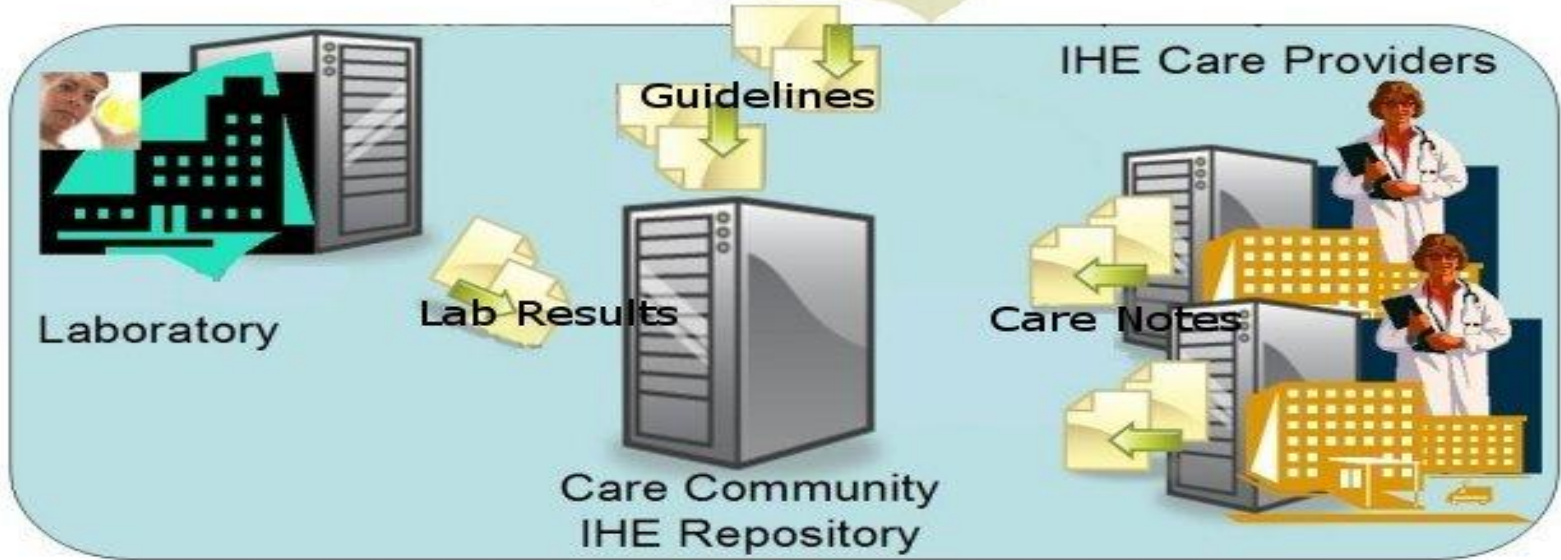 IHE Care Providers
Guidelines
Lab Results
Care Notes
Laboratory
Care Community
IHE Repository